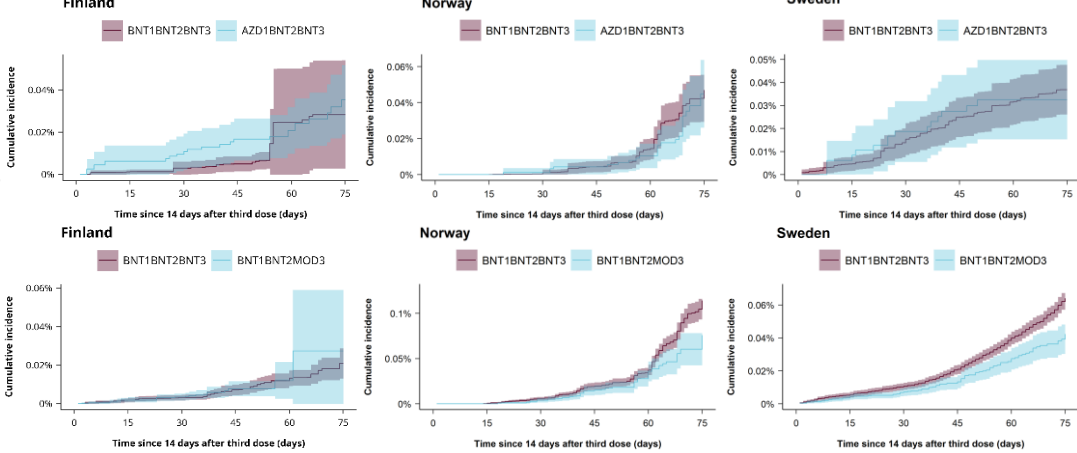 Finland
Norway
Sweden
BNT1BNT2BNT3 AZD1BNT2BNT3
BNT1BNT2BNT3 AZD1BNT2BNT3
BNT1BNT2BNT3 AZD1BNT2BNT3
Cumulative incidence
0.04%
0.02%
0%
0 15 30 45 60 75
Time since 14 days after third dose (days)
Cumulative incidence
0.06%
0.04%
0.02%
0%
0 15 30 45 60 75
Time since 14 days after third dose (days)
Cumulative incidence
0.05%
0.04%
0.03%
0.02%
0.01%
0%
0 15 30 45 60 75
Time since 14 days after third dose (days)
Finland
Norway
Sweden
BNT1BNT2BNT3 BNT1BNT2MOD3
BNT1BNT2BNT3 BNT1BNT2MOD3
BNT1BNT2BNT3 BNT1BNT2MOD3
Cumulative incidence
0.06%
0.04%
0.02%
0%
0 15 30 45 60 75
Time since 14 days after third dose (days)
Cumulative incidence
0.1%
0.05%
0%
0 15 30 45 60 75
Time since 14 days after third dose (days)
Cumulative incidence
0.06%
0.04%
0.02%
0%
0 15 30 45 60 75
Time since 14 days after third dose (days)